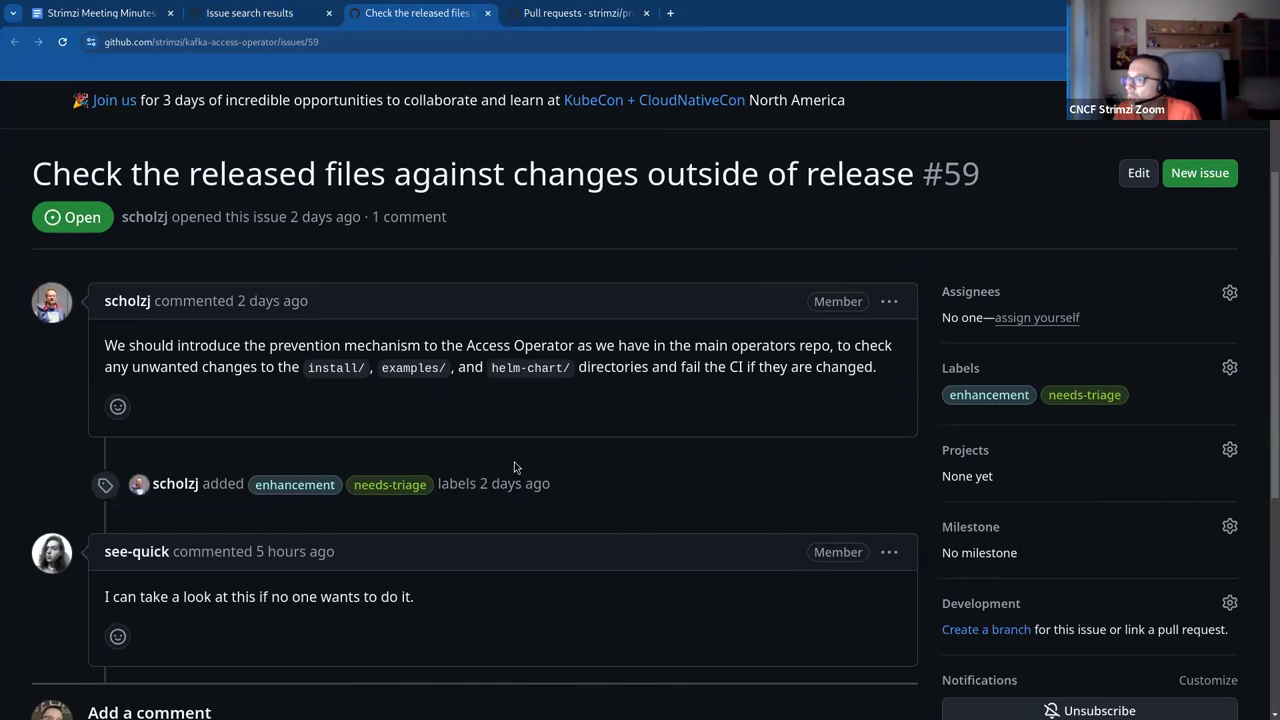 Strimzi Meeting Minutes
Issue search results
Check the released files
Pull requests · strimzi/pr
github.com/strimzi/kafka-access-operator/issues/59
CNCF Strimzi Zoom
🎉 Join us for 3 days of incredible opportunities to collaborate and learn at KubeCon + CloudNativeCon North America
Check the released files against changes outside of release #59
Edit
New issue
Open
scholzj opened this issue 2 days ago · 1 comment
scholzj commented 2 days ago
Member
We should introduce the prevention mechanism to the Access Operator as we have in the main operators repo, to check
any unwanted changes to the install/, examples/, and helm-chart/ directories and fail the CI if they are changed.
scholzj added enhancement needs-triage labels 2 days ago
see-quick commented 5 hours ago
Member
I can take a look at this if no one wants to do it.
Add a comment
Assignees
No one—assign yourself
Labels
enhancement needs-triage
Projects
None yet
Milestone
No milestone
Development
Create a branch for this issue or link a pull request.
Notifications
Customize
Unsubscribe